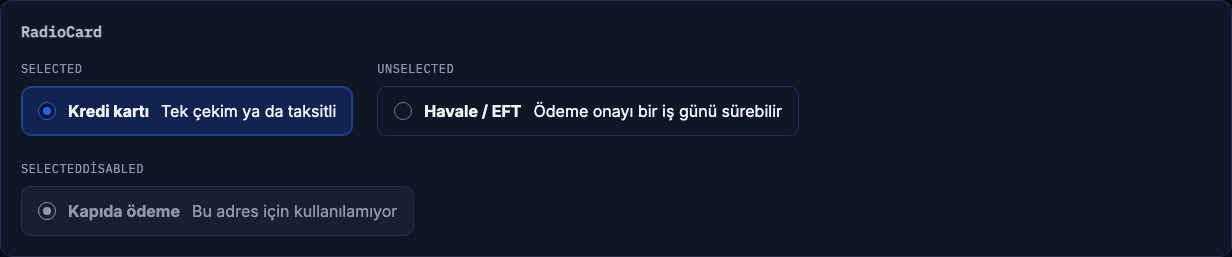 RadioCard
SELECTED
UNSELECTED
Kredi kartı Tek çekim ya da taksitli
Havale / EFT Ödeme onayı bir iş günü sürebilir
SELECTEDDİSABLED
Kapıda ödeme Bu adres için kullanılamıyor